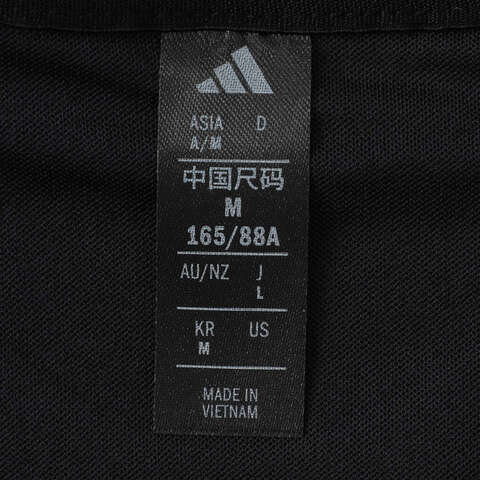 ASIA D
A/M
中国尺码
M
165/88A
AU/NZ J
L
KR US
M
MADE IN
VIETNAM